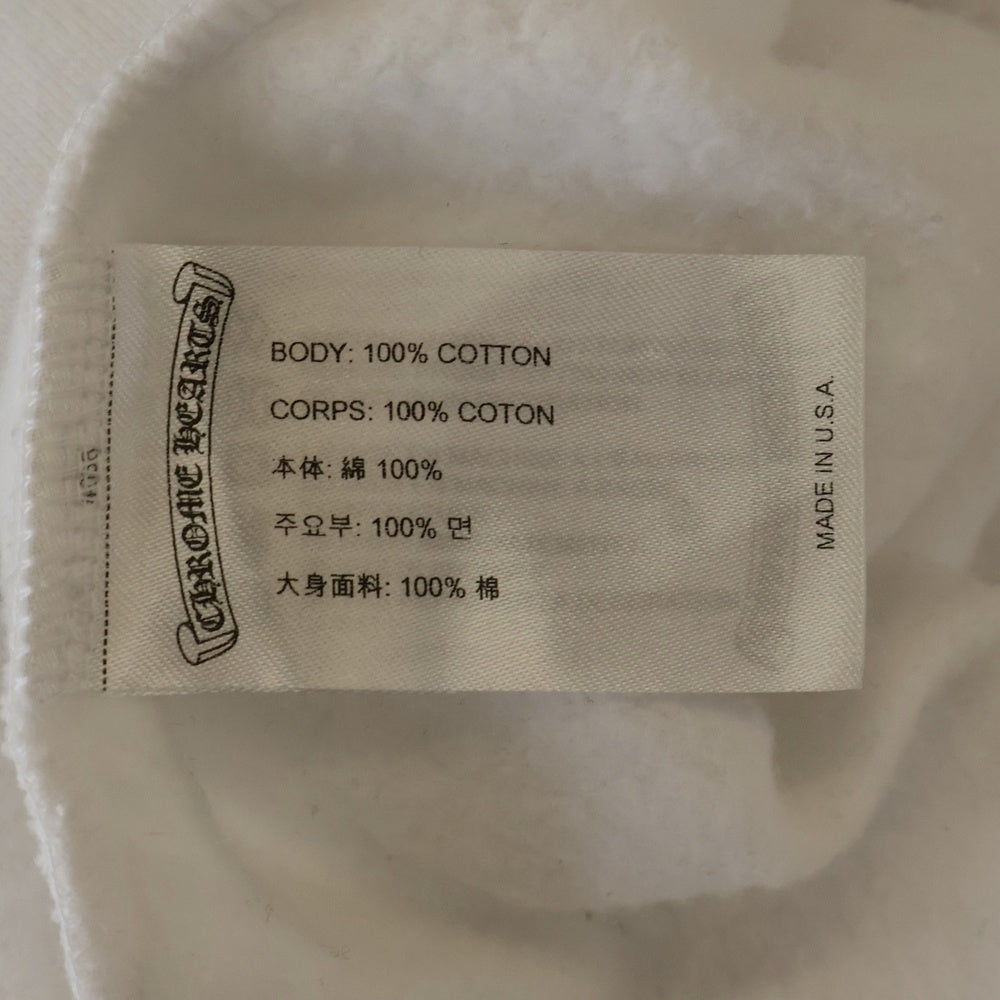 CHROME HEARTS
BODY: 100% COTTON
CORPS: 100% COTON
本体: 綿 100%
주요부: 100% 면
大身面料: 100% 棉
MADE IN U.S.A.